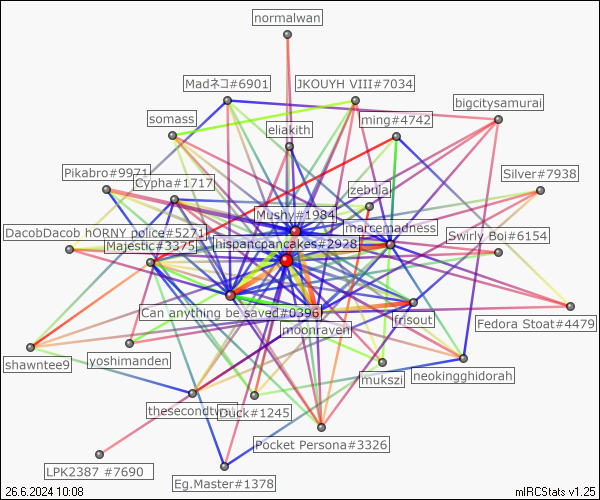 normalwan
Madネコ#6901
JKOUYH VIII#7034
bigcitysamurai
somass
ming#4742
eliakith
Pikabro#9971
Cypha#1717
zebula
Silver#7938
Mushy#1984
DacobDacob hORNY police#5271
marcemadness
Swirly Boi#6154
Majestic#3375
hispancpancakes#2928
Can anything be saved#0396
moonraven
frisout
Fedora Stoat#4479
shawntee9
yoshimanden
mukszi
neokingghidorah
Duck#1245
Pocket Persona#3326
LPK2387 #7690
Eg.Master#1378
26.6.2024 10:08
mIRCStats v1.25